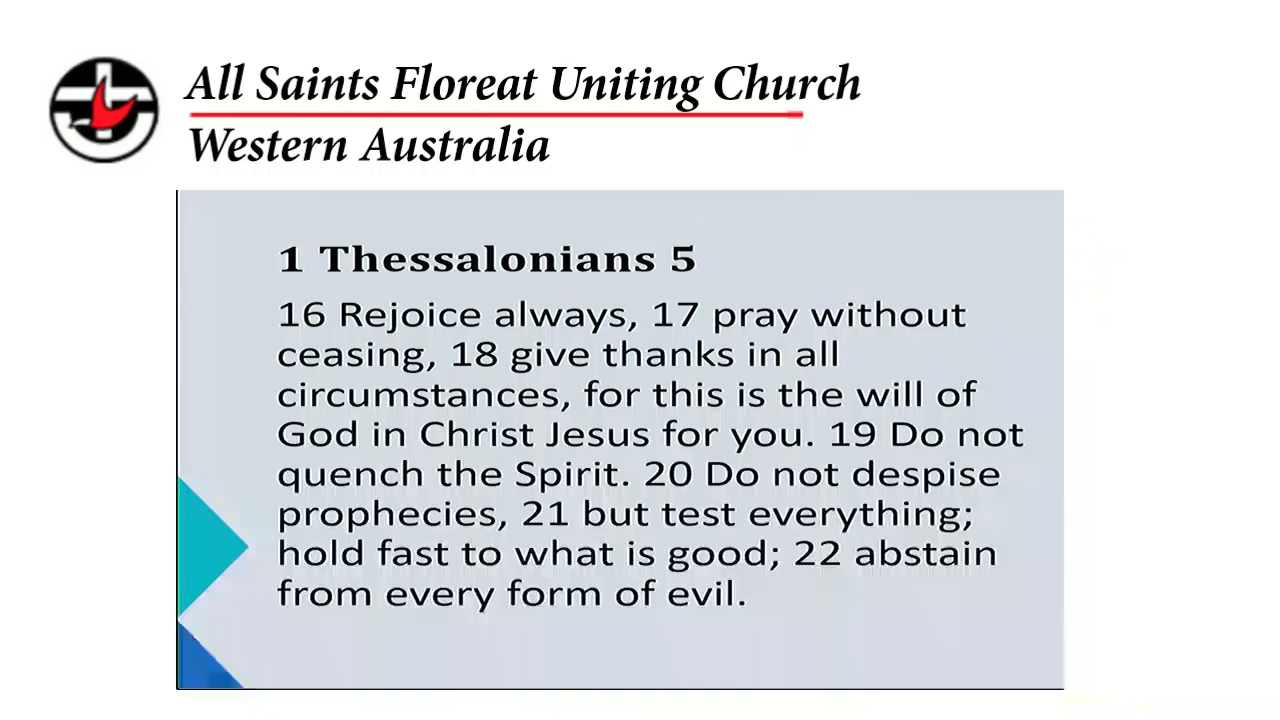 All Saints Floreat Uniting Church
Western Australia
1 Thessalonians 5
16 Rejoice always, 17 pray without
ceasing, 18 give thanks in all
circumstances, for this is the will of
God in Christ Jesus for you. 19 Do not
quench the Spirit. 20 Do not despise
prophecies, 21 but test everything;
hold fast to what is good; 22 abstain
from every form of evil.